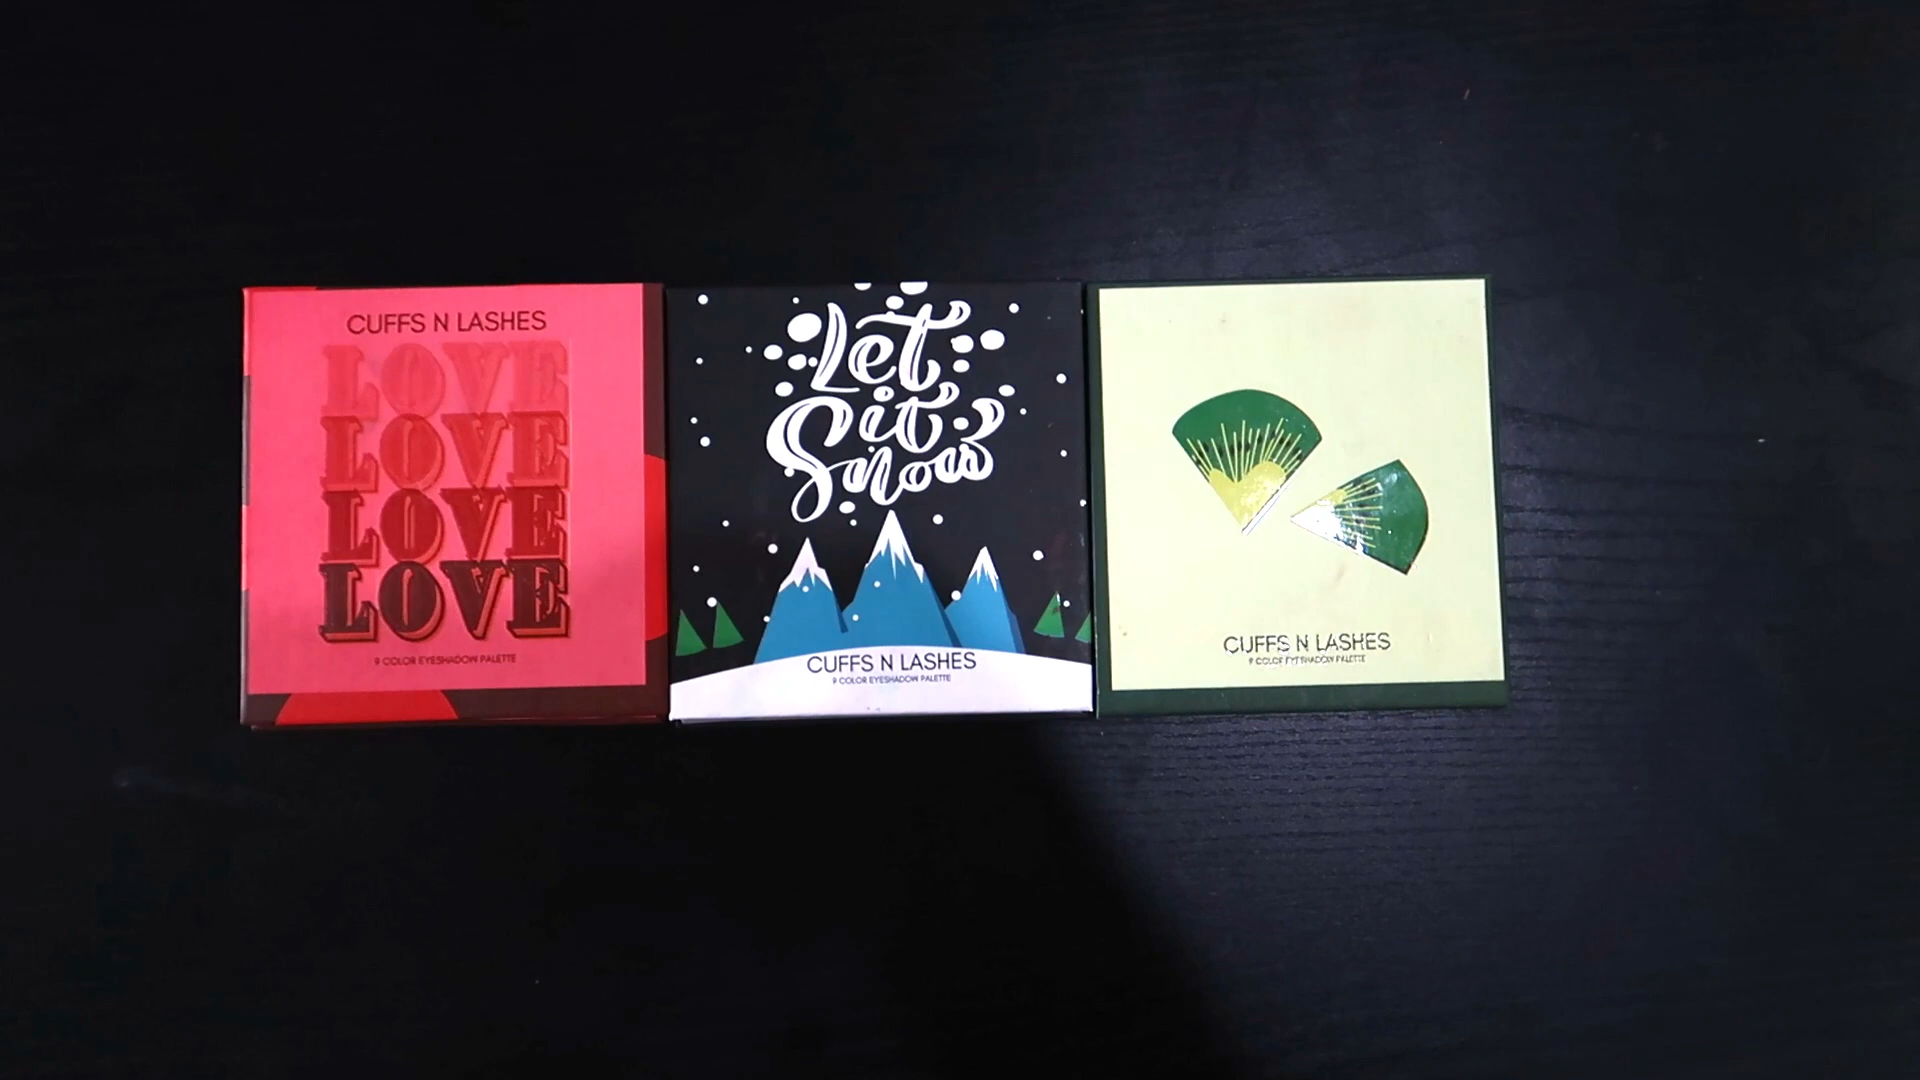 CUFFS N LASHES
LOVE
LOVE
LOVE
LOVE
9 COLOR EYESHADOW PALETTE
Let
it
Snow
CUFFS N LASHES
9 COLOR EYESHADOW PALETTE
CUFFS N LASHES
9 COLOR EYESHADOW PALETTE